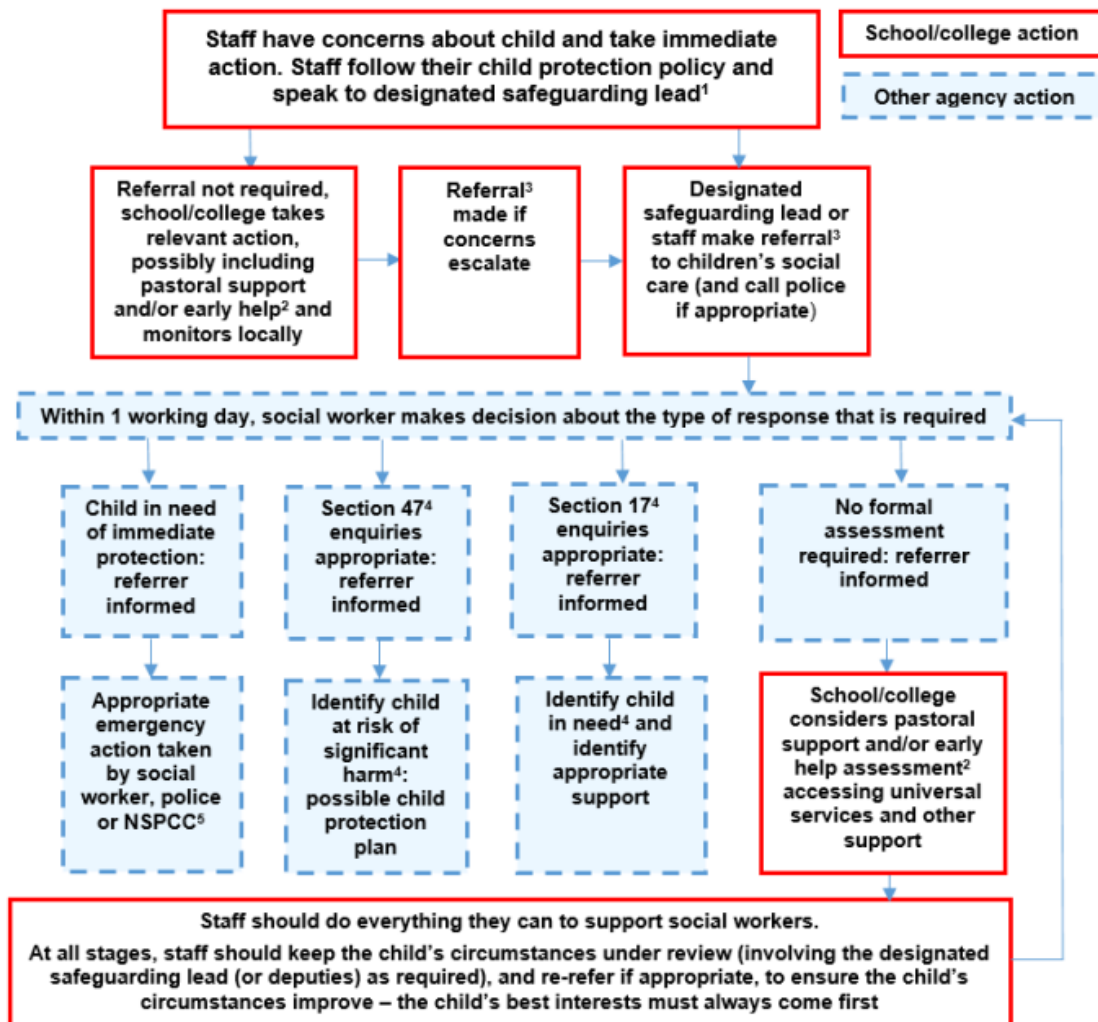 Staff have concerns about child and take immediate
action. Staff follow their child protection policy and
speak to designated safeguarding lead¹
School/college action
Other agency action
Referral not required,
school/college takes
relevant action,
possibly including
pastoral support
and/or early help² and
monitors locally
Referral³
made if
concerns
escalate
Designated
safeguarding lead or
staff make referral³
to children's social
care (and call police
if appropriate)
Within 1 working day, social worker makes decision about the type of response that is required
Child in need
of immediate
protection:
referrer
informed
Section 47⁴
enquiries
appropriate:
referrer
informed
Section 17⁴
enquiries
appropriate:
referrer
informed
No formal
assessment
required: referrer
informed
Appropriate
emergency
action taken
by social
worker, police
or NSPCC⁵
Identify child
at risk of
significant
harm⁴:
possible child
protection
plan
Identify child
in need⁴ and
identify
appropriate
support
School/college
considers pastoral
support and/or early
help assessment²
accessing universal
services and other
support
Staff should do everything they can to support social workers.
At all stages, staff should keep the child's circumstances under review (involving the designated
safeguarding lead (or deputies) as required), and re-refer if appropriate, to ensure the child's
circumstances improve – the child's best interests must always come first